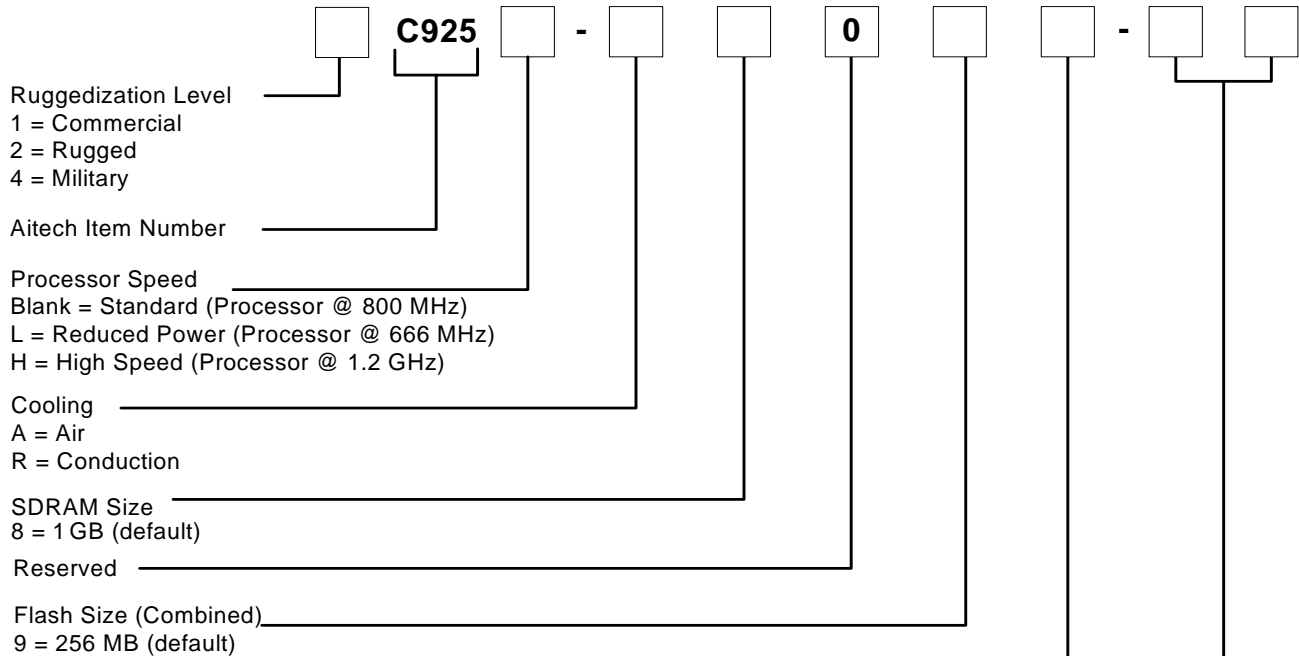 C925 - 0 -
Ruggedization Level
1 = Commercial
2 = Rugged
4 = Military
Aitech Item Number
Processor Speed
Blank = Standard (Processor @ 800 MHz)
L = Reduced Power (Processor @ 666 MHz)
H = High Speed (Processor @ 1.2 GHz)
Cooling
A = Air
R = Conduction
SDRAM Size
8 = 1 GB (default)
Reserved
Flash Size (Combined)
9 = 256 MB (default)